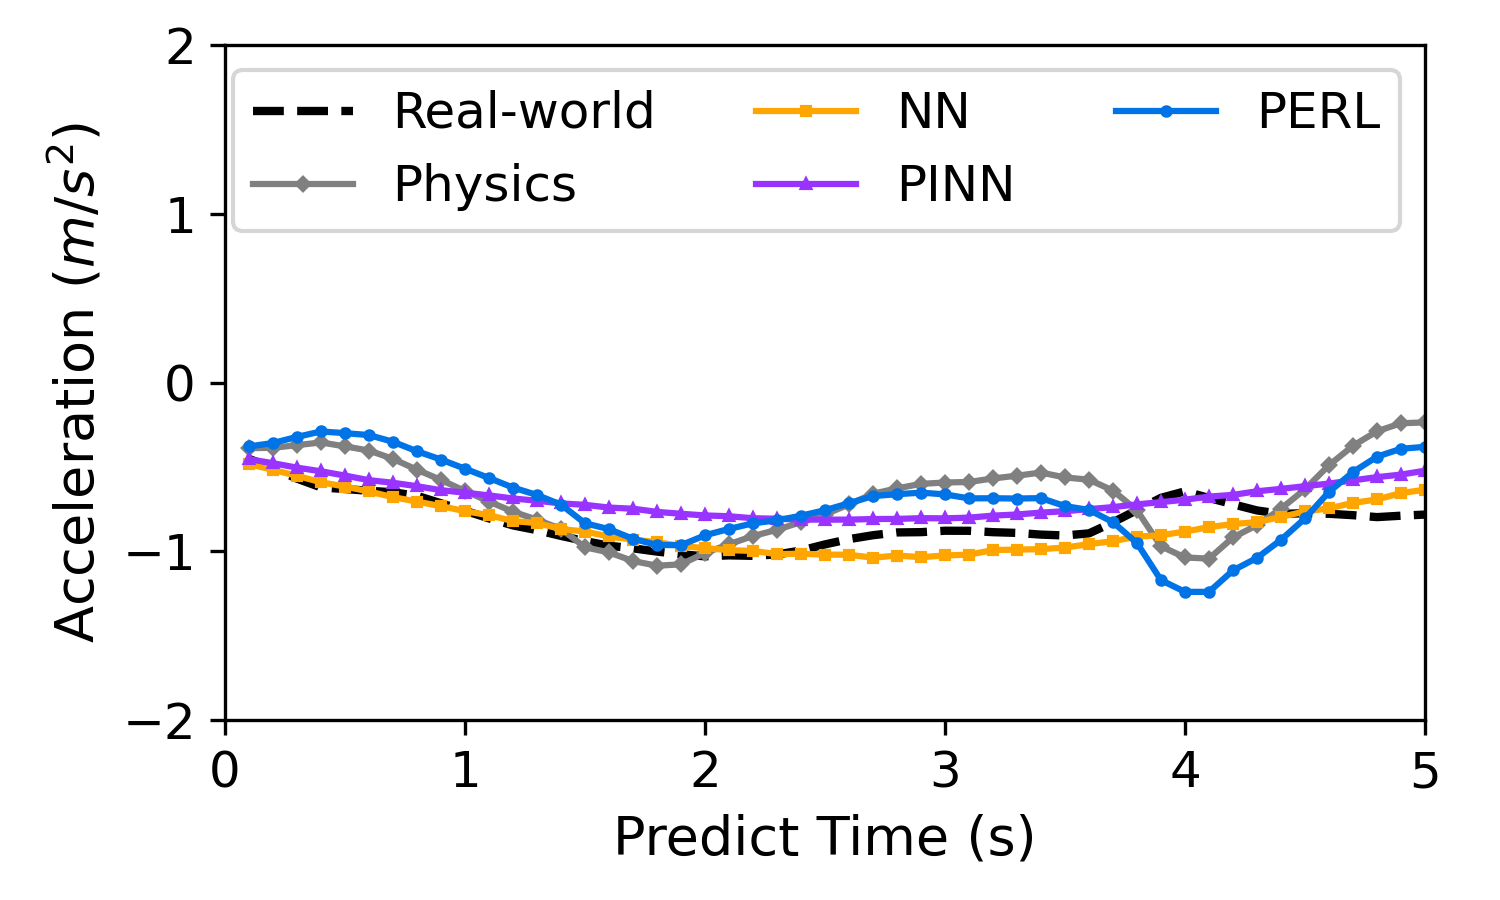 2
1
0
−1
−2
Acceleration (m/s²)
Real-world
Physics
NN
PINN
PERL
0 1 2 3 4 5
Predict Time (s)